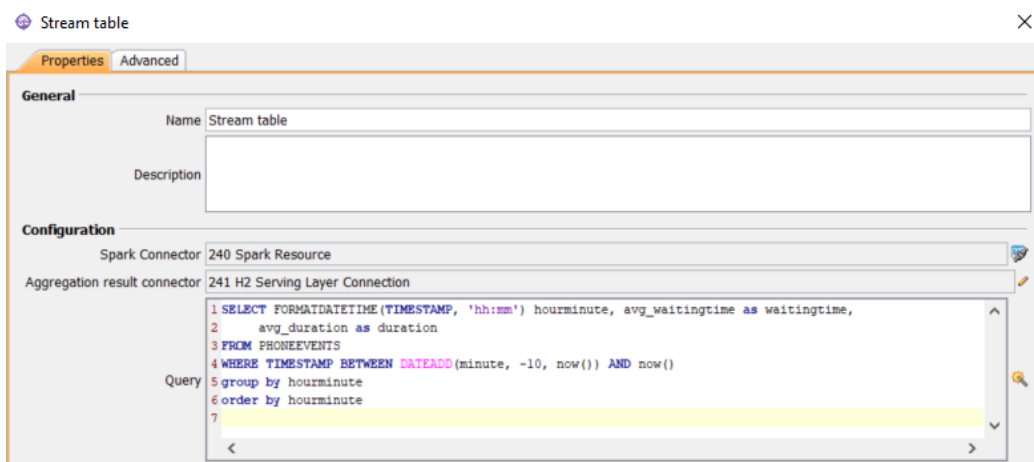 Stream table
Properties Advanced
General
Name Stream table
Description
Configuration
Spark Connector 240 Spark Resource
Aggregation result connector 241 H2 Serving Layer Connection
1 SELECT FORMATDATETIME(TIMESTAMP, 'hh:mm') hourminute, avg_waitingtime as waitingtime,
2 avg_duration as duration
3 FROM PHONEEVENTS
4 WHERE TIMESTAMP BETWEEN DATEADD(minute, -10, now()) AND now()
Query 5 group by hourminute
6 order by hourminute
7